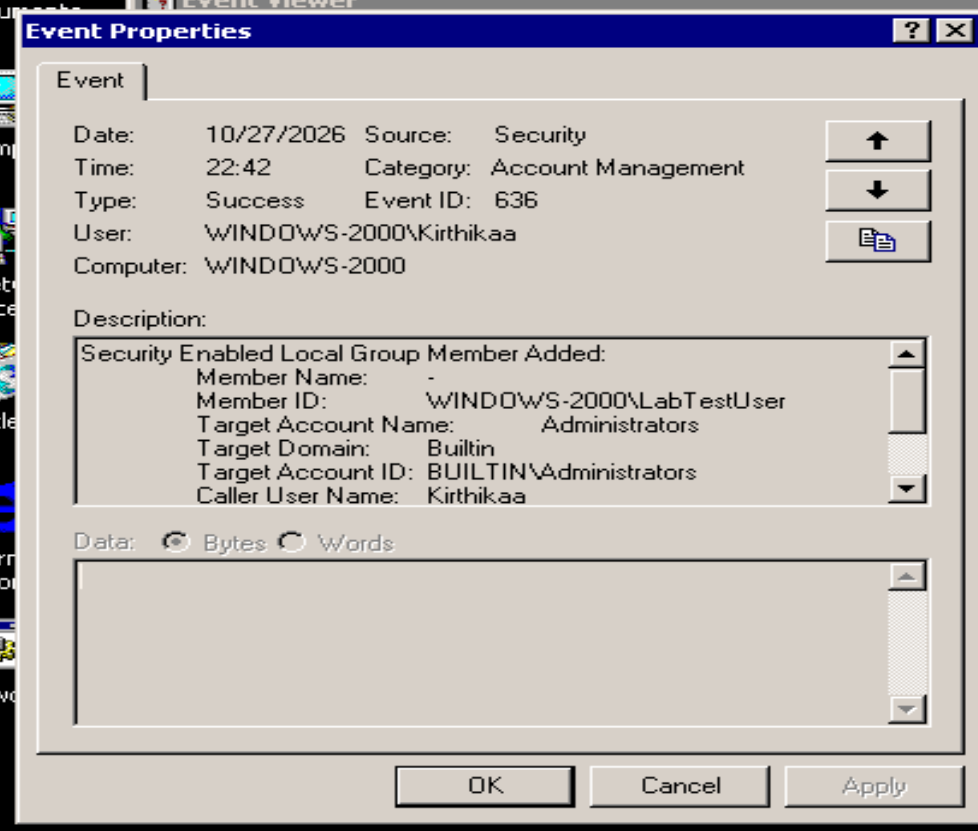 Event Viewer
Event Properties
Event
Date: 10/27/2026 Source: Security
Time: 22:42 Category: Account Management
Type: Success Event ID: 636
User: WINDOWS-2000\Kirthikaa
Computer: WINDOWS-2000
Description:
Security Enabled Local Group Member Added:
Member Name: -
Member ID: WINDOWS-2000\LabTestUser
Target Account Name: Administrators
Target Domain: Builtin
Target Account ID: BUILTIN\Administrators
Caller User Name: Kirthikaa
Data: Bytes Words
OK Cancel Apply